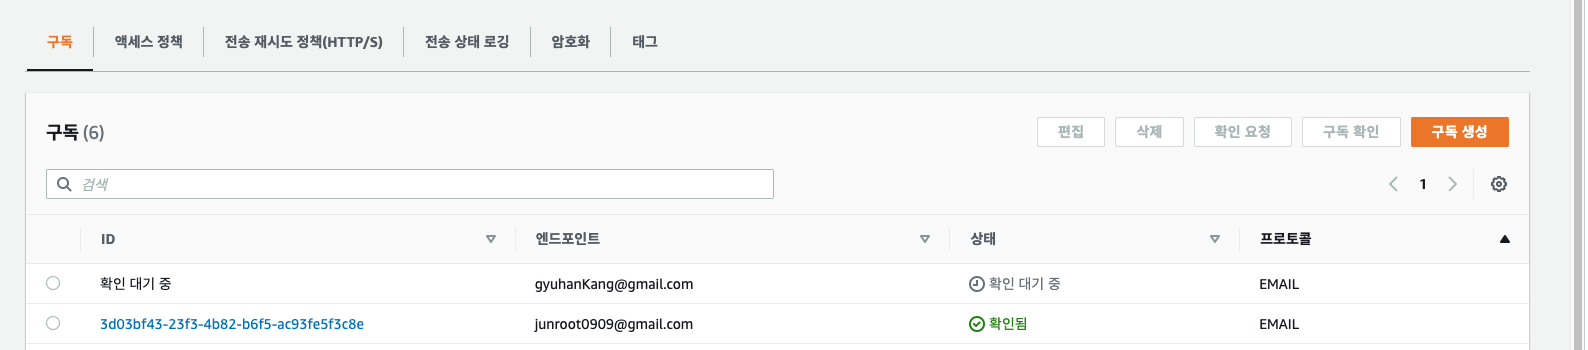 구독 액세스 정책 전송 재시도 정책(HTTP/S) 전송 상태 로깅 암호화 태그
구독 (6) 편집 삭제 확인 요청 구독 확인 구독 생성
검색 1
ID 엔드포인트 상태 프로토콜
확인 대기 중 gyuhanKang@gmail.com 확인 대기 중 EMAIL
3d03bf43-23f3-4b82-b6f5-ac93fe5f3c8e junroot0909@gmail.com 확인됨 EMAIL